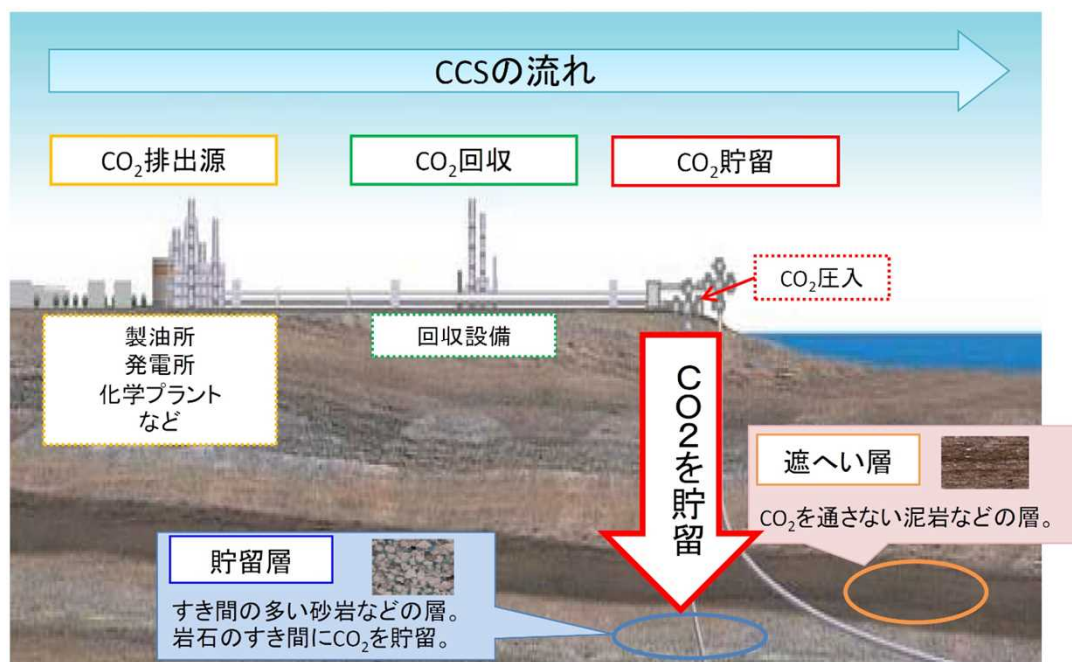 CCSの流れ
CO₂排出源
CO₂回収
CO₂貯留
CO₂圧入
製油所
発電所
化学プラント
など
回収設備
CO2を貯留
遮へい層
CO₂を通さない泥岩などの層。
貯留層
すき間の多い砂岩などの層。
岩石のすき間にCO₂を貯留。